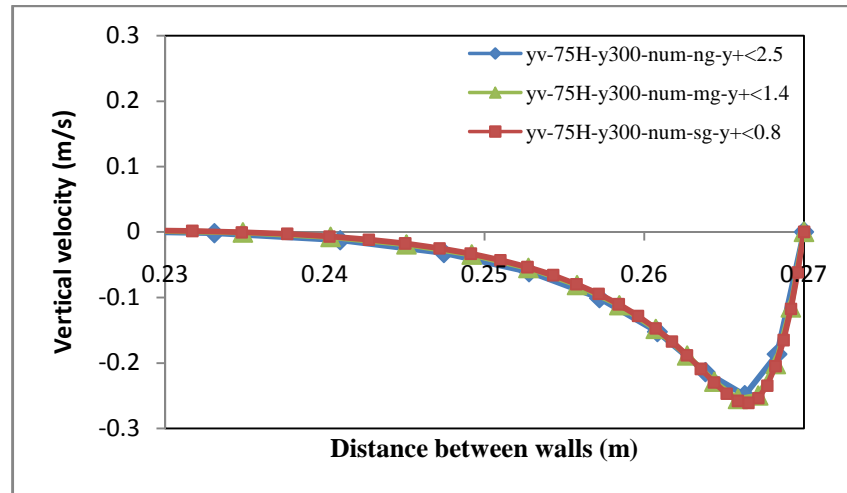 0.3
yv-75H-y300-num-ng-y+<2.5
0.2
yv-75H-y300-num-mg-y+<1.4
yv-75H-y300-num-sg-y+<0.8
0.1
0
0.23 0.24 0.25 0.26 0.27
-0.1
-0.2
-0.3
Vertical velocity (m/s)
Distance between walls (m)